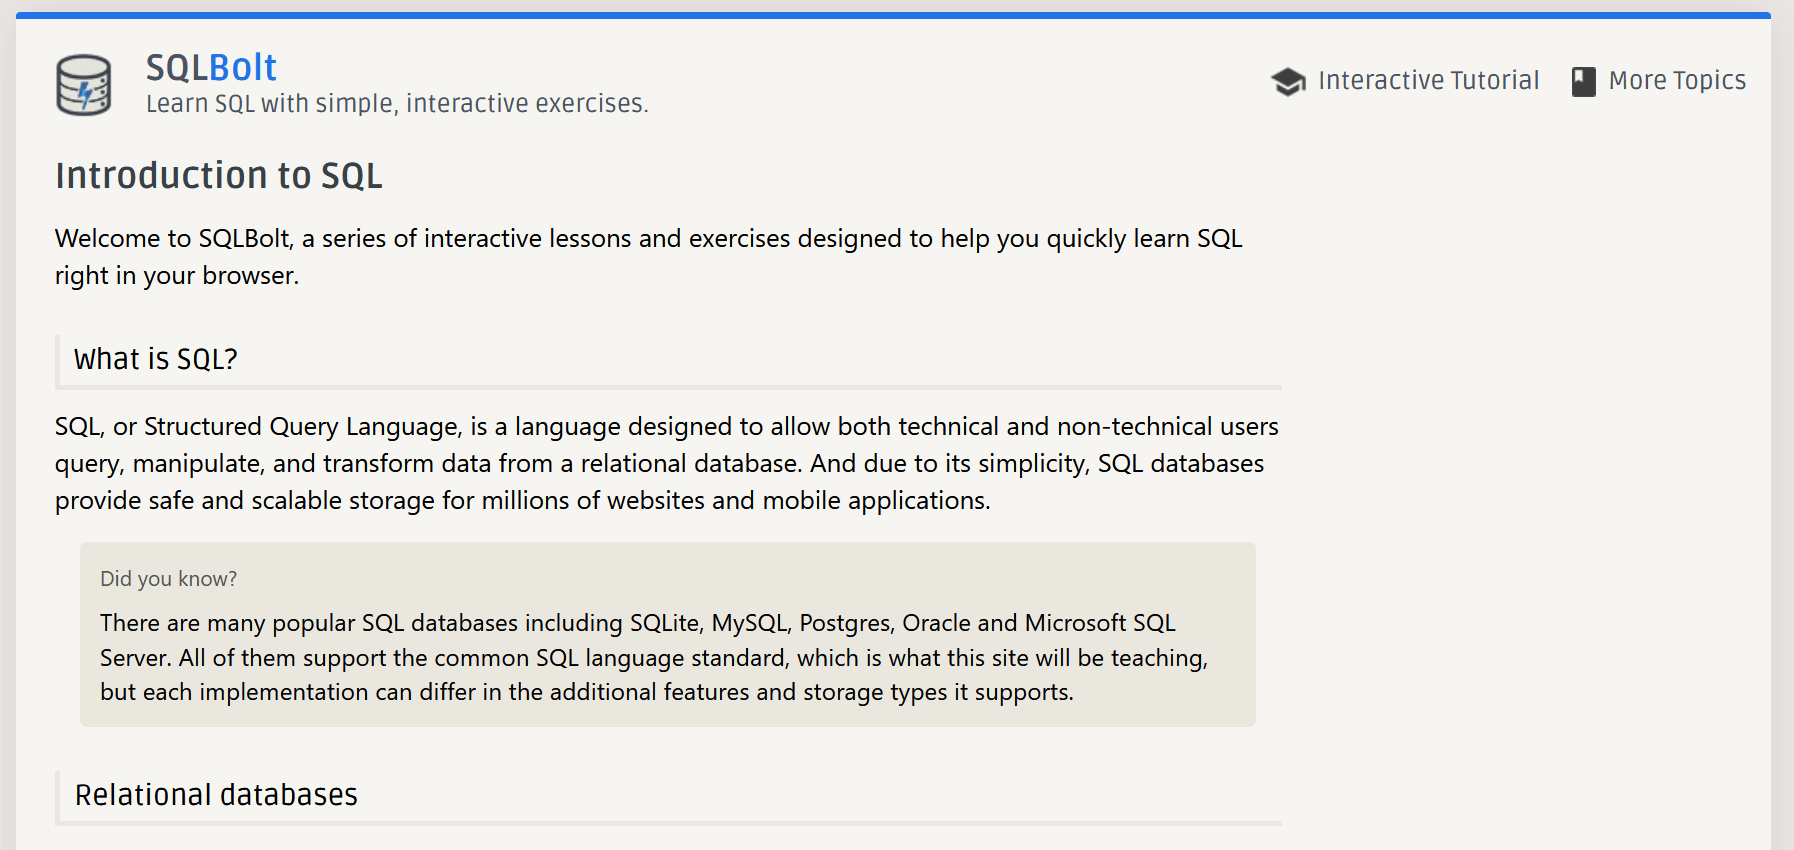 SQLBolt
Learn SQL with simple, interactive exercises.
Interactive Tutorial
More Topics
Introduction to SQL
Welcome to SQLBolt, a series of interactive lessons and exercises designed to help you quickly learn SQL
right in your browser.
What is SQL?
SQL, or Structured Query Language, is a language designed to allow both technical and non-technical users
query, manipulate, and transform data from a relational database. And due to its simplicity, SQL databases
provide safe and scalable storage for millions of websites and mobile applications.
Did you know?
There are many popular SQL databases including SQLite, MySQL, Postgres, Oracle and Microsoft SQL
Server. All of them support the common SQL language standard, which is what this site will be teaching,
but each implementation can differ in the additional features and storage types it supports.
Relational databases